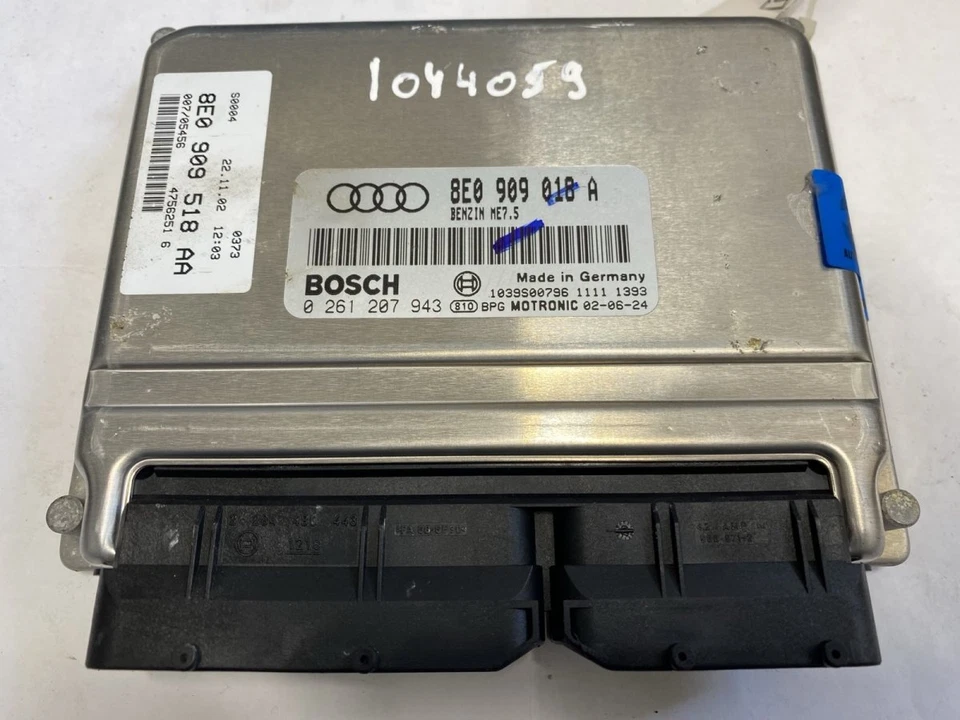 1044059
S0004 22.11.02 0373
8E0 909 518 AA 12:03
007/05456 4756251 6
8E0 909 018 A
BENZIN ME7.5
BOSCH
Made in Germany
1039S00796 1111 1393
0 261 207 943 810 BPG MOTRONIC 02-06-24
1218